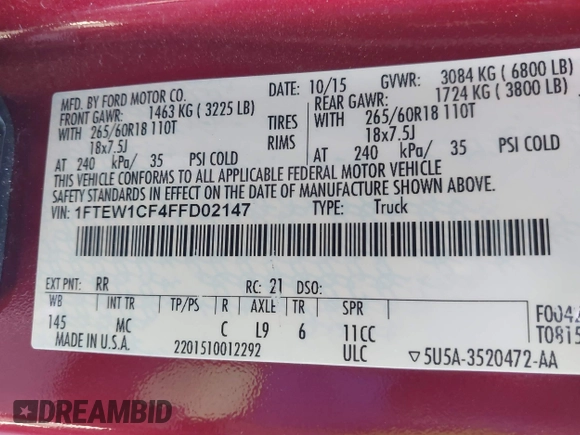 MFD. BY FORD MOTOR CO.
DATE: 10/15 GVWR: 3084 KG ( 6800 LB)
FRONT GAWR: 1463 KG ( 3225 LB)
REAR GAWR: 1724 KG ( 3800 LB)
WITH 265/60R18 110T TIRES WITH 265/60R18 110T
18x7.5J RIMS 18x7.5J
AT 240 kPa/ 35 PSI COLD AT 240 kPa/ 35 PSI COLD
THIS VEHICLE CONFORMS TO ALL APPLICABLE FEDERAL MOTOR VEHICLE
SAFETY STANDARDS IN EFFECT ON THE DATE OF MANUFACTURE SHOWN ABOVE.
VIN: 1FTEW1CF4FFD02147 TYPE: Truck
EXT PNT: RR RC: 21 DSO:
WB INT TR TP/PS R AXLE TR SPR
145 MC C L9 6 11CC
F0042
T0815
MADE IN U.S.A. 2201510012292 ULC ▽5U5A-3520472-AA
DREAMBID